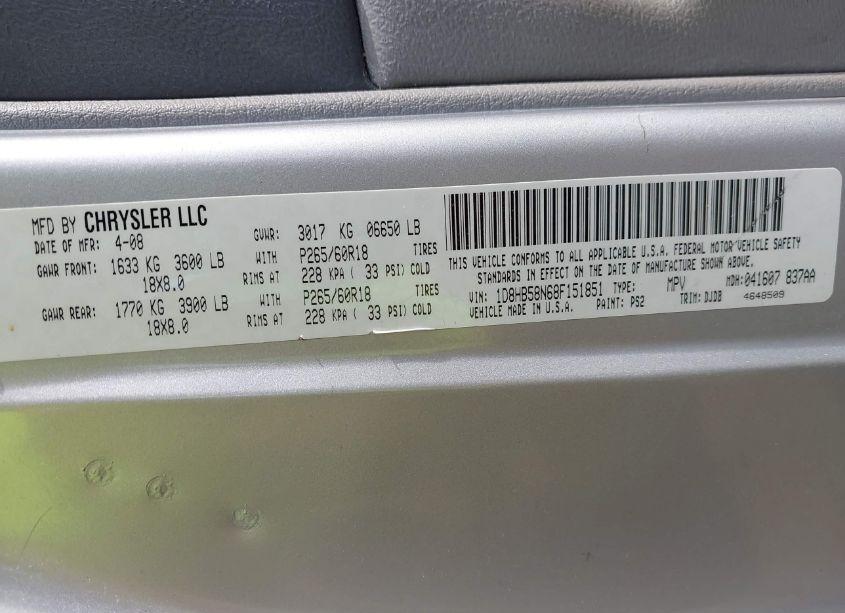 MFD BY CHRYSLER LLC
DATE OF MFR: 4-08
GVWR: 3017 KG 06650 LB
GAWR FRONT: 1633 KG 3600 LB WITH P265/60R18 TIRES
18X8.0 RIMS AT 228 KPA ( 33 PSI) COLD
GAWR REAR: 1770 KG 3900 LB WITH P265/60R18 TIRES
18X8.0 RIMS AT 228 KPA ( 33 PSI) COLD
THIS VEHICLE CONFORMS TO ALL APPLICABLE U.S.A. FEDERAL MOTOR VEHICLE SAFETY
STANDARDS IN EFFECT ON THE DATE OF MANUFACTURE SHOWN ABOVE.
VIN: 1D8HB58N68F151851 TYPE: MPV MDH: 041607 837AA
VEHICLE MADE IN U.S.A. PAINT: PS2 TRIM: DJDB 4648509